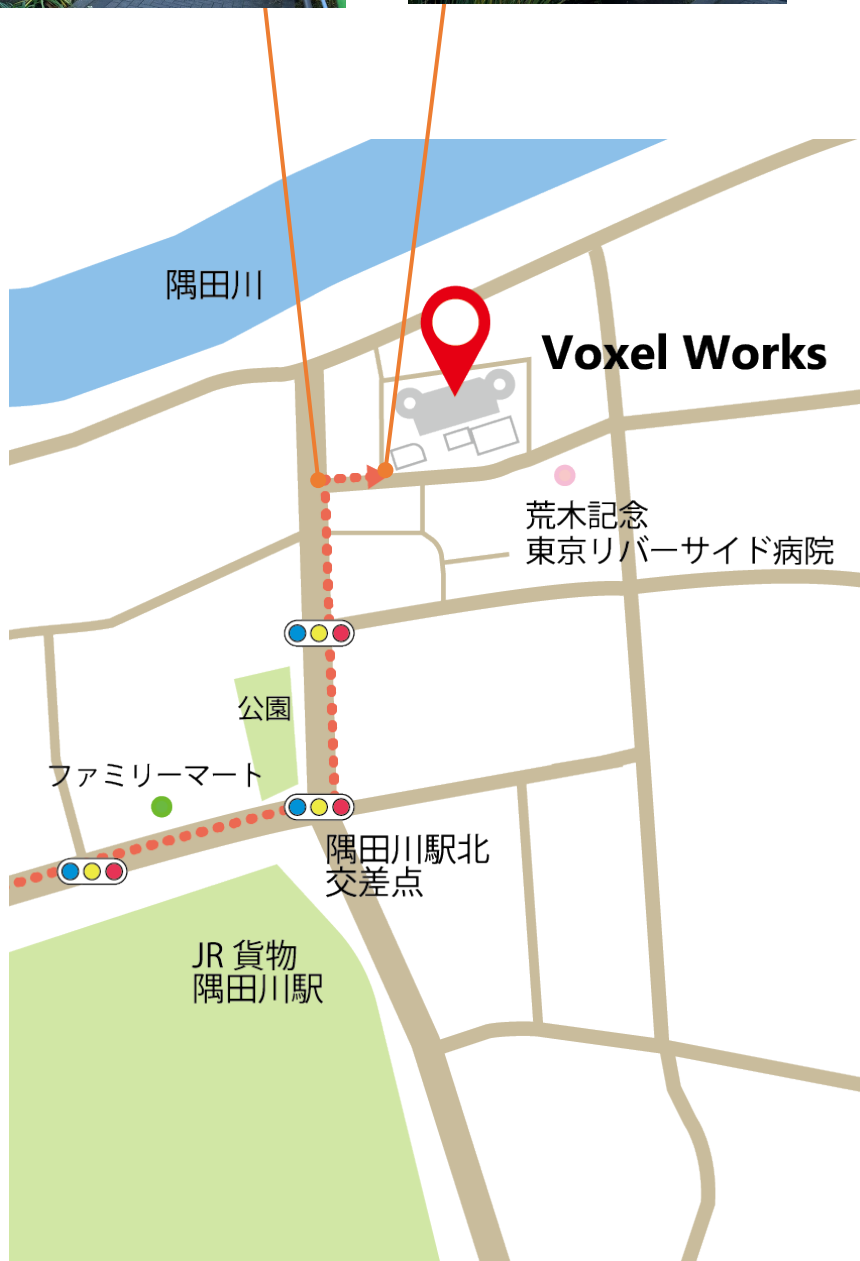 隅田川
Voxel Works
荒木記念
東京リバーサイド病院
公園
ファミリーマート
隅田川駅北
交差点
JR 貨物
隅田川駅